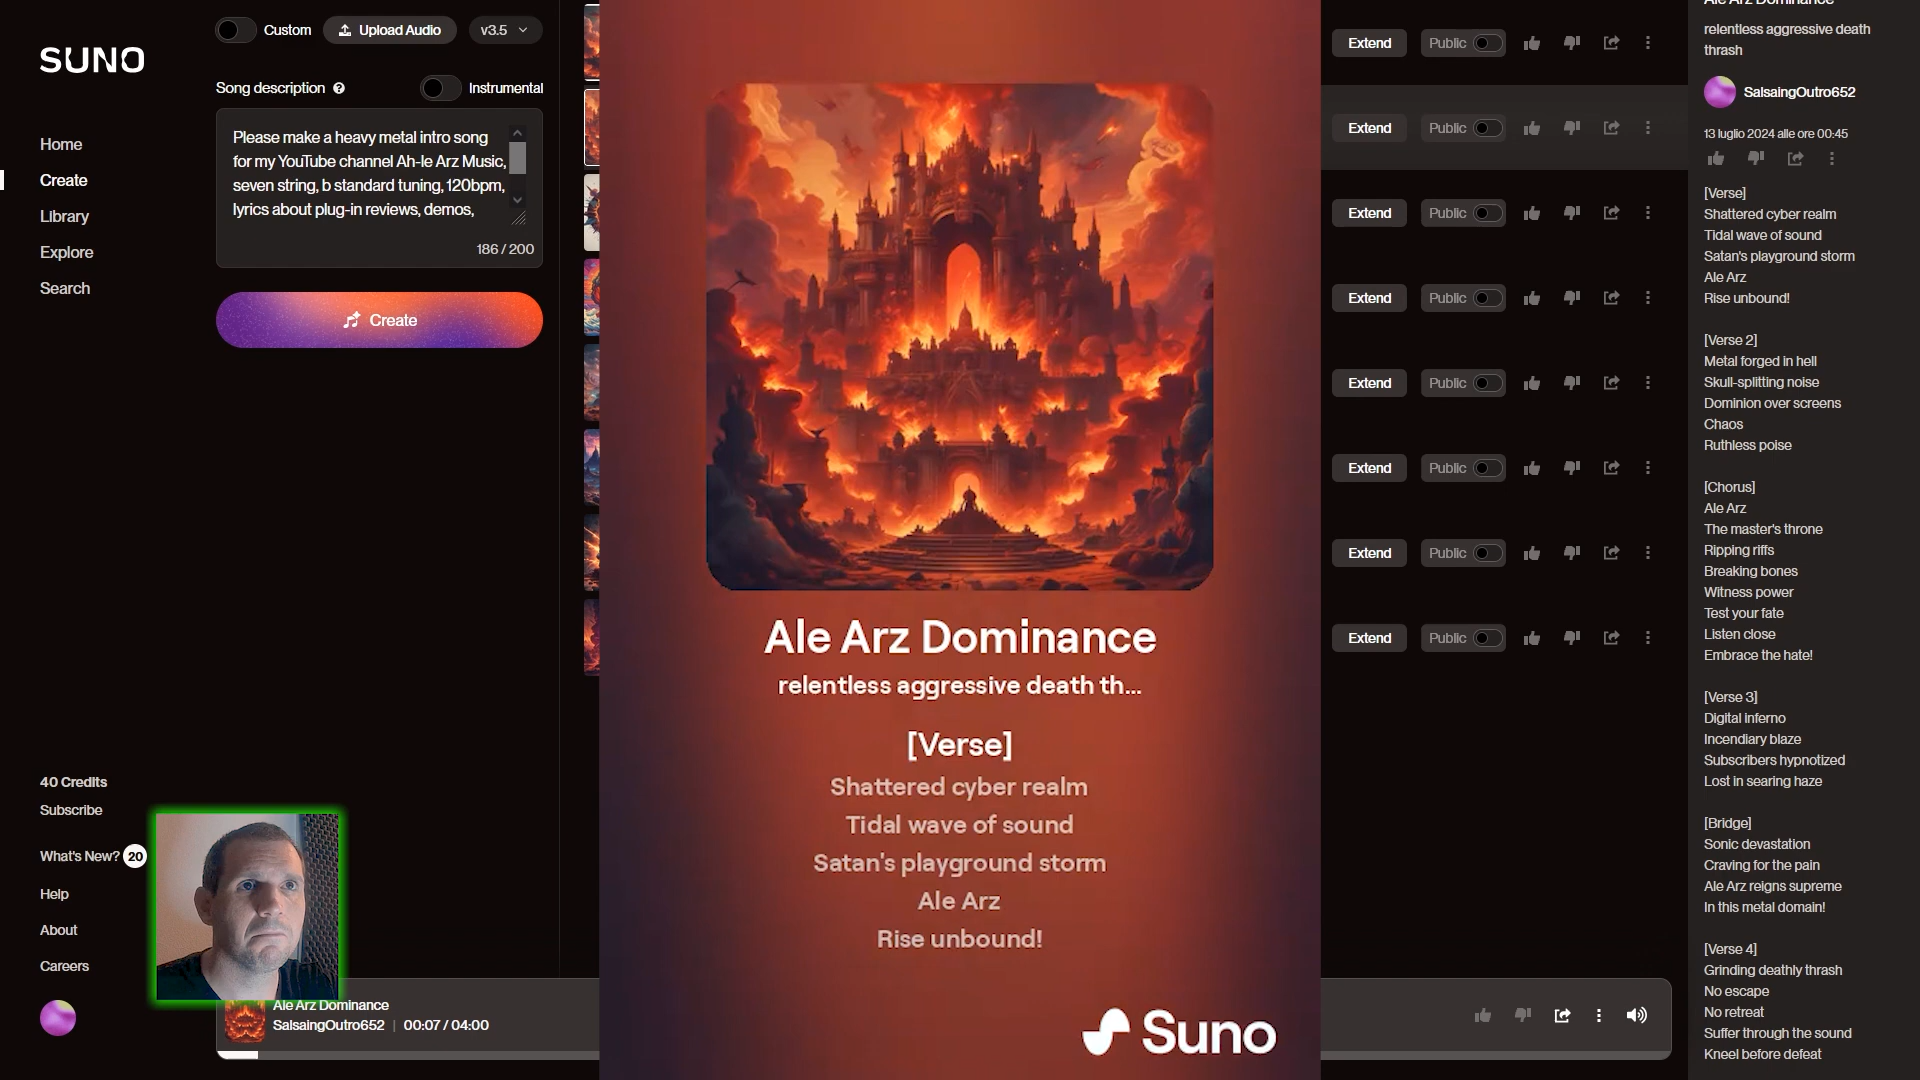 SUNO
Home
Create
Library
Explore
Search
40 Credits
Subscribe
What's New? 20
Help
About
Careers
Custom
Upload Audio
v3.5
Song description
Instrumental
Please make a heavy metal intro song
for my YouTube channel Ah-le Arz Music,
seven string, b standard tuning, 120bpm,
lyrics about plug-in reviews, demos,
186 / 200
Create
Ale Arz Dominance
relentless aggressive death th...
[Verse]
Shattered cyber realm
Tidal wave of sound
Satan's playground storm
Ale Arz
Rise unbound!
Suno
Extend Public
Extend Public
Extend Public
Extend Public
Extend Public
Extend Public
Extend Public
Extend Public
Ale Arz Dominance
relentless aggressive death
thrash
SalsaingOutro652
13 luglio 2024 alle ore 00:45
[Verse]
Shattered cyber realm
Tidal wave of sound
Satan's playground storm
Ale Arz
Rise unbound!
[Verse 2]
Metal forged in hell
Skull-splitting noise
Dominion over screens
Chaos
Ruthless poise
[Chorus]
Ale Arz
The master's throne
Ripping riffs
Breaking bones
Witness power
Test your fate
Listen close
Embrace the hate!
[Verse 3]
Digital inferno
Incendiary blaze
Subscribers hypnotized
Lost in searing haze
[Bridge]
Sonic devastation
Craving for the pain
Ale Arz reigns supreme
In this metal domain!
[Verse 4]
Grinding deathly thrash
No escape
No retreat
Suffer through the sound
Kneel before defeat
Ale Arz Dominance
SalsaingOutro652 | 00:07 / 04:00